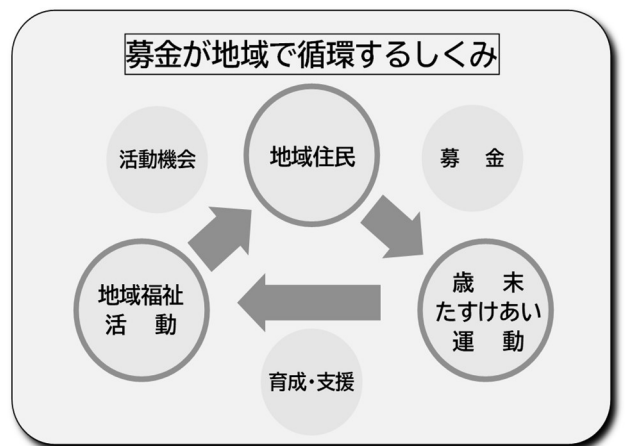 募金が地域で循環するしくみ
活動機会
地域住民
募　金
地域福祉
活　動
歳　末
たすけあい
運　動
育成・支援